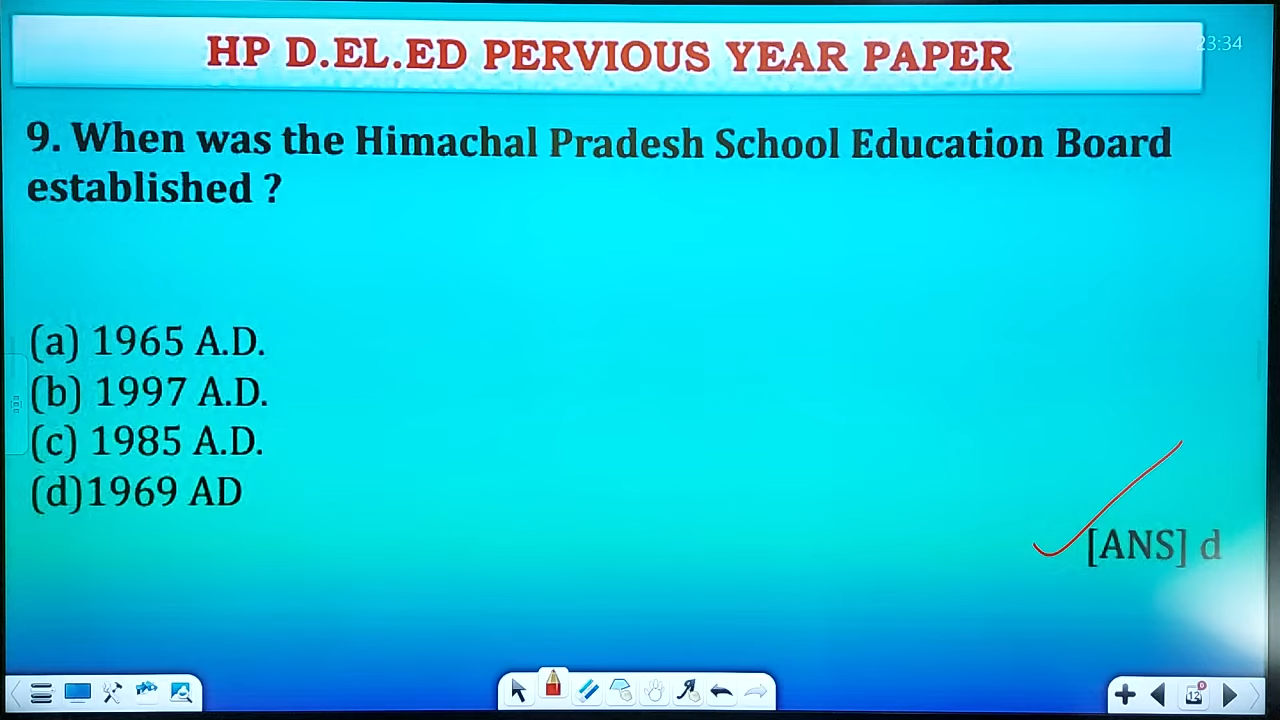 HP D.EL.ED PERVIOUS YEAR PAPER
23:34
9. When was the Himachal Pradesh School Education Board
established ?
(a) 1965 A.D.
(b) 1997 A.D.
(c) 1985 A.D.
(d)1969 AD
[ANS] d
12